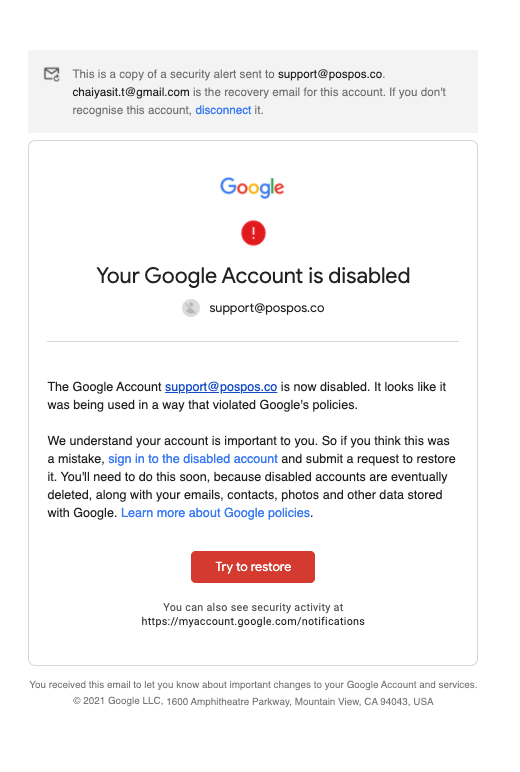 This is a copy of a security alert sent to support@pospos.co.
chaiyasit.t@gmail.com is the recovery email for this account. If you don't
recognise this account, disconnect it.
Google
!
Your Google Account is disabled
support@pospos.co
The Google Account support@pospos.co is now disabled. It looks like it
was being used in a way that violated Google's policies.
We understand your account is important to you. So if you think this was
a mistake, sign in to the disabled account and submit a request to restore
it. You'll need to do this soon, because disabled accounts are eventually
deleted, along with your emails, contacts, photos and other data stored
with Google. Learn more about Google policies.
Try to restore
You can also see security activity at
https://myaccount.google.com/notifications
You received this email to let you know about important changes to your Google Account and services.
© 2021 Google LLC, 1600 Amphitheatre Parkway, Mountain View, CA 94043, USA